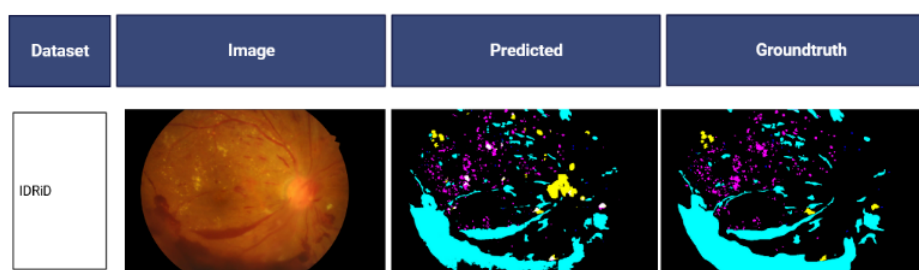 Dataset
Image
Predicted
Groundtruth
IDRiD